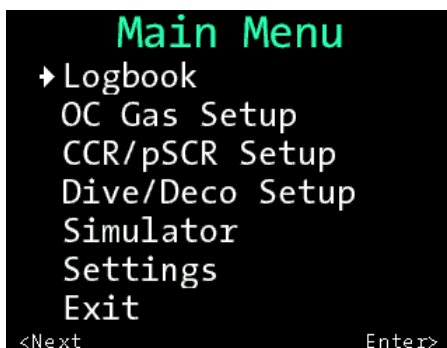 Main Menu
Logbook
OC Gas Setup
CCR/pSCR Setup
Dive/Deco Setup
Simulator
Settings
Exit
<Next Enter>